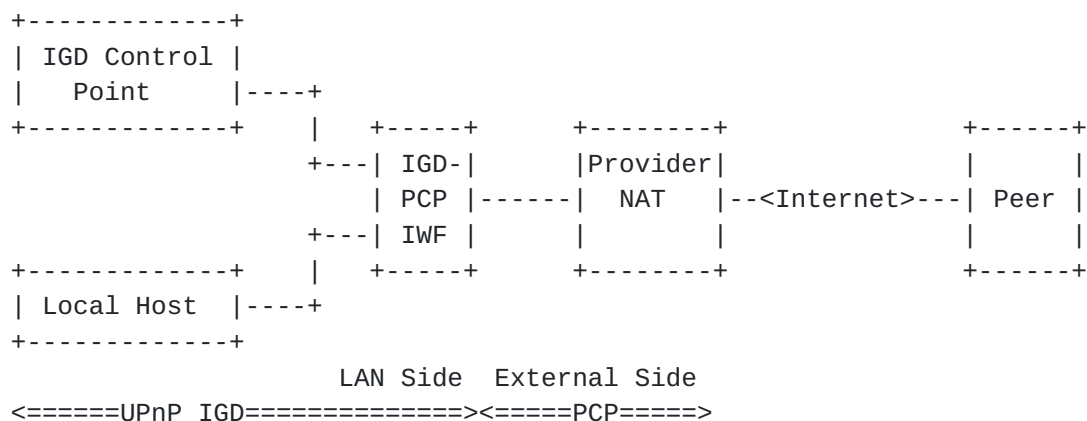 +-------------+
| IGD Control |
|   Point     |----+
+-------------+    |   +-----+      +--------+               +------+
                   +---| IGD-|      |Provider|               |      |
                       | PCP |------|  NAT   |--<Internet>---| Peer |
                   +---| IWF |      |        |               |      |
+-------------+    |   +-----+      +--------+               +------+
| Local Host  |----+
+-------------+
                     LAN Side  External Side
<======UPnP IGD==============><=====PCP=====>